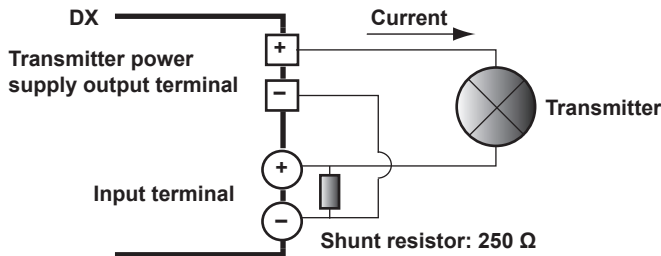 DX
Current
+
Transmitter power
supply output terminal
−
Transmitter
+
Input terminal
−
Shunt resistor: 250 Ω